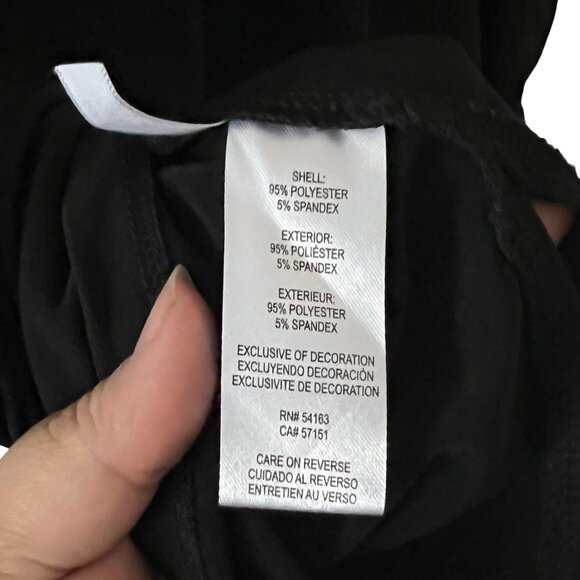 SHELL:
95% POLYESTER
5% SPANDEX
EXTERIOR:
95% POLIÉSTER
5% SPANDEX
EXTERIEUR:
95% POLYESTER
5% SPANDEX
EXCLUSIVE OF DECORATION
EXCLUYENDO DECORACIÓN
EXCLUSIVITE DE DECORATION
RN# 54163
CA# 57151
CARE ON REVERSE
CUIDADO AL REVERSO
ENTRETIEN AU VERSO